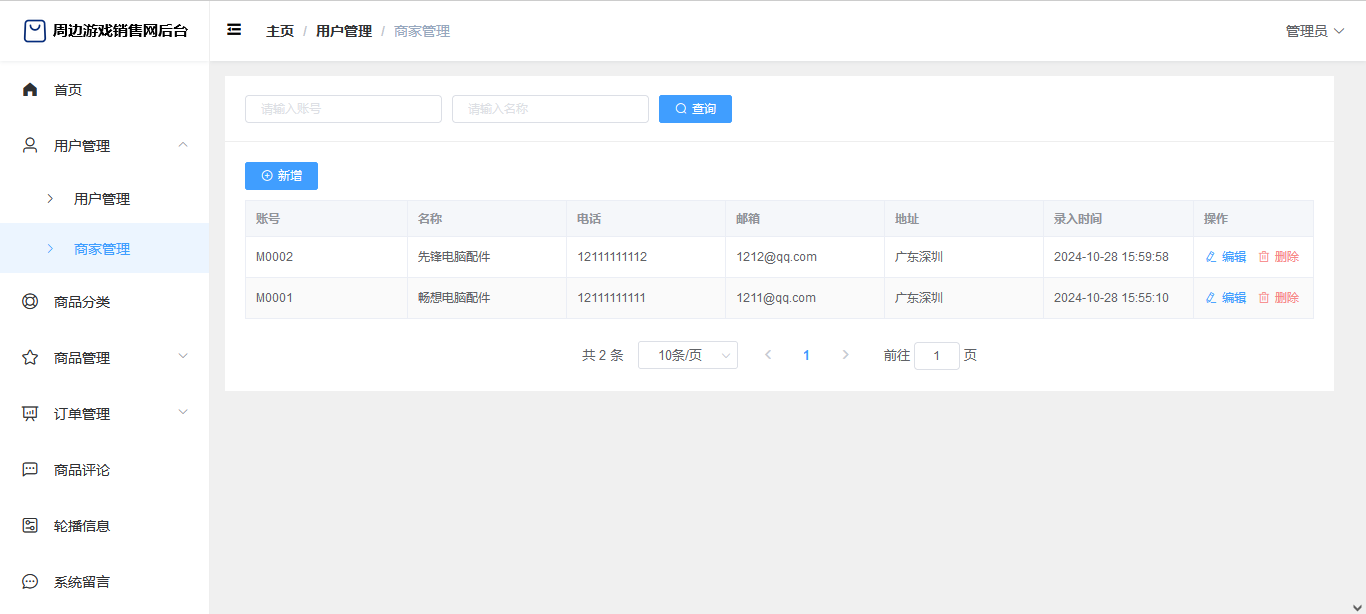 周边游戏销售网后台
主页 / 用户管理 / 商家管理
管理员
首页
用户管理
用户管理
商家管理
商品分类
商品管理
订单管理
商品评论
轮播信息
系统留言
请输入账号 请输入名称 查询
新增
账号 名称 电话 邮箱 地址 录入时间 操作
M0002 先锋电脑配件 12111111112 1212@qq.com 广东深圳 2024-10-28 15:59:58 编辑 删除
M0001 畅想电脑配件 12111111111 1211@qq.com 广东深圳 2024-10-28 15:55:10 编辑 删除
共 2 条 10条/页 1 前往 1 页